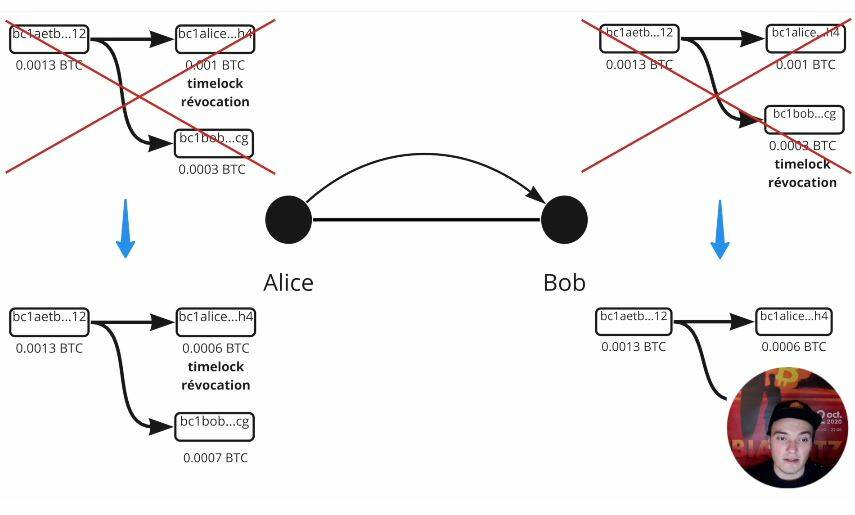 bc1aetb...12
bc1alice...h4
0.0013 BTC
0.001 BTC
timelock
révocation
bc1bob...cg
0.0003 BTC
bc1aetb...12
bc1alice...h4
0.0013 BTC
0.001 BTC
bc1bob...cg
0.0003 BTC
timelock
révocation
Alice
Bob
bc1aetb...12
bc1alice...h4
0.0013 BTC
0.0006 BTC
timelock
révocation
bc1bob...cg
0.0007 BTC
bc1aetb...12
bc1alice...h4
0.0013 BTC
0.0006 BTC
oct.
2020